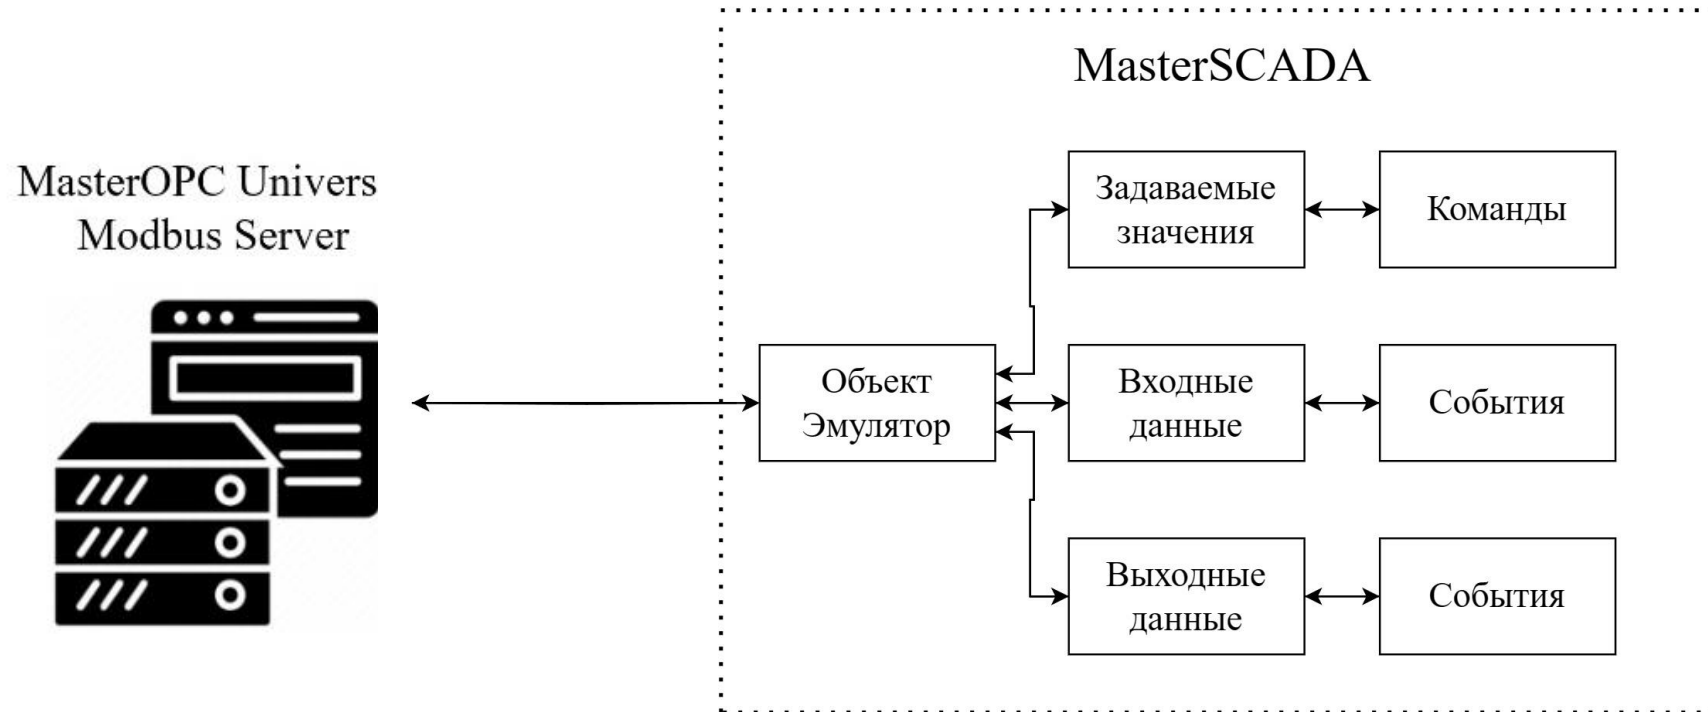 MasterSCADA
MasterOPC Univers
Modbus Server
Задаваемые
значения
Команды
Объект
Эмулятор
Входные
данные
События
Выходные
данные
События